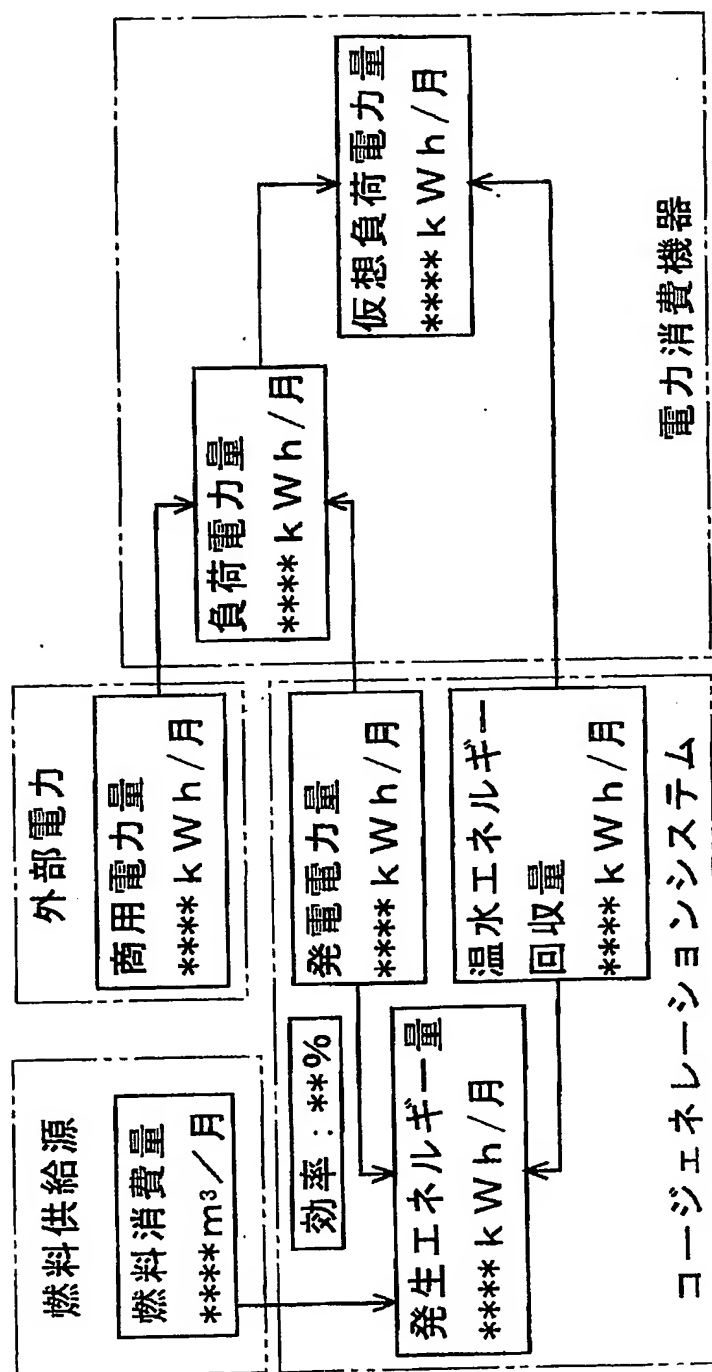 燃料供給源
燃料消費量
****m³／月
外部電力
商用電力量
****kWh/月
効率:**%
発生エネルギー量
****kWh/月
発電電力量
****kWh/月
温水エネルギー
回収量
****kWh/月
コージェネレーションシステム
負荷電力量
****kWh/月
仮想負荷電力量
****kWh/月
電力消費機器